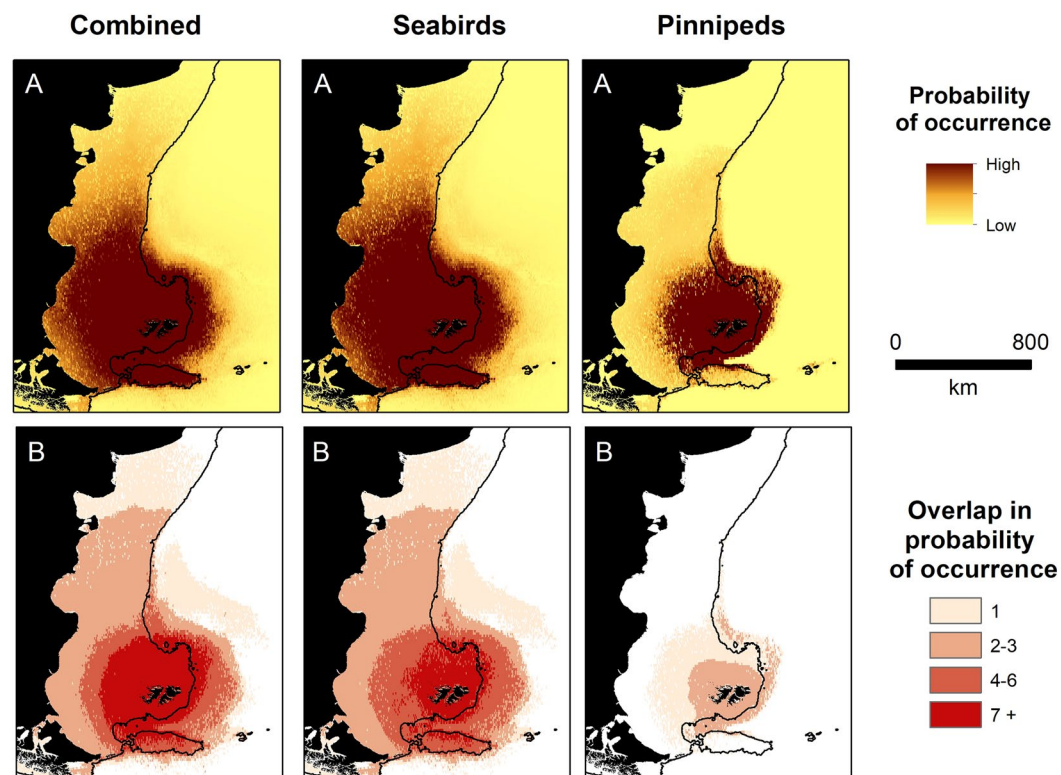 Combined
Seabirds
Pinnipeds
A
A
A
Probability
of occurrence
High
Low
0
800
km
B
B
B
Overlap in
probability
of occurrence
1
2-3
4-6
7 +